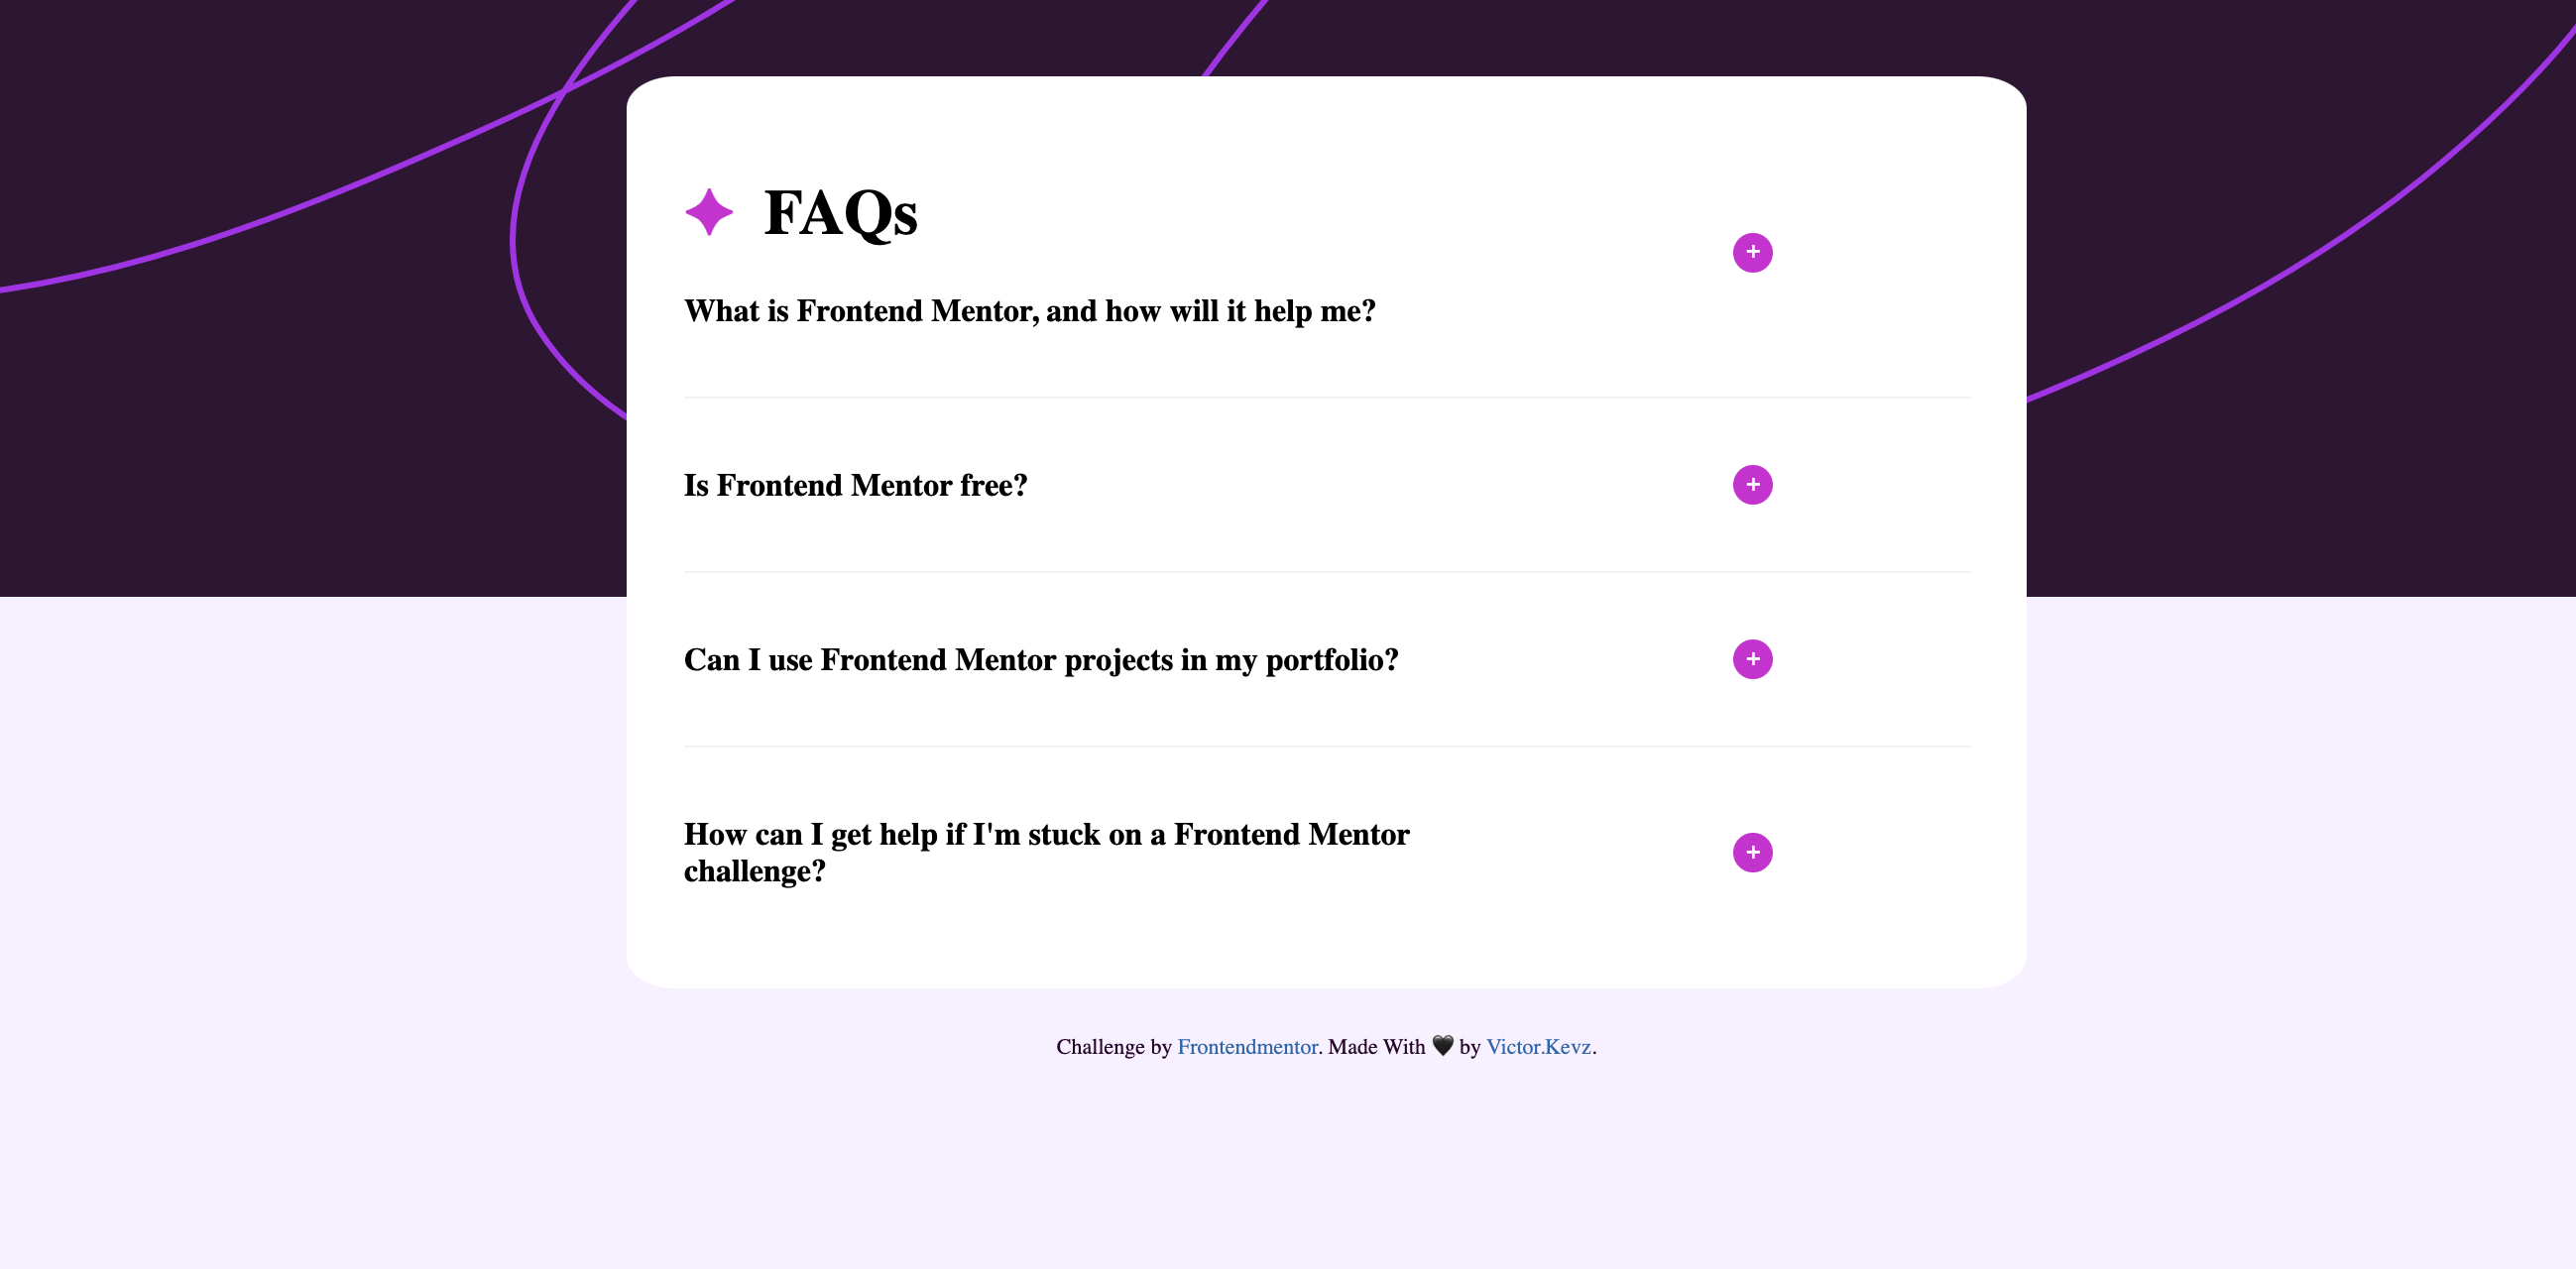 FAQs
What is Frontend Mentor, and how will it help me?
Is Frontend Mentor free?
Can I use Frontend Mentor projects in my portfolio?
How can I get help if I'm stuck on a Frontend Mentor
challenge?
Challenge by Frontendmentor. Made With 🖤 by Victor.Kevz.